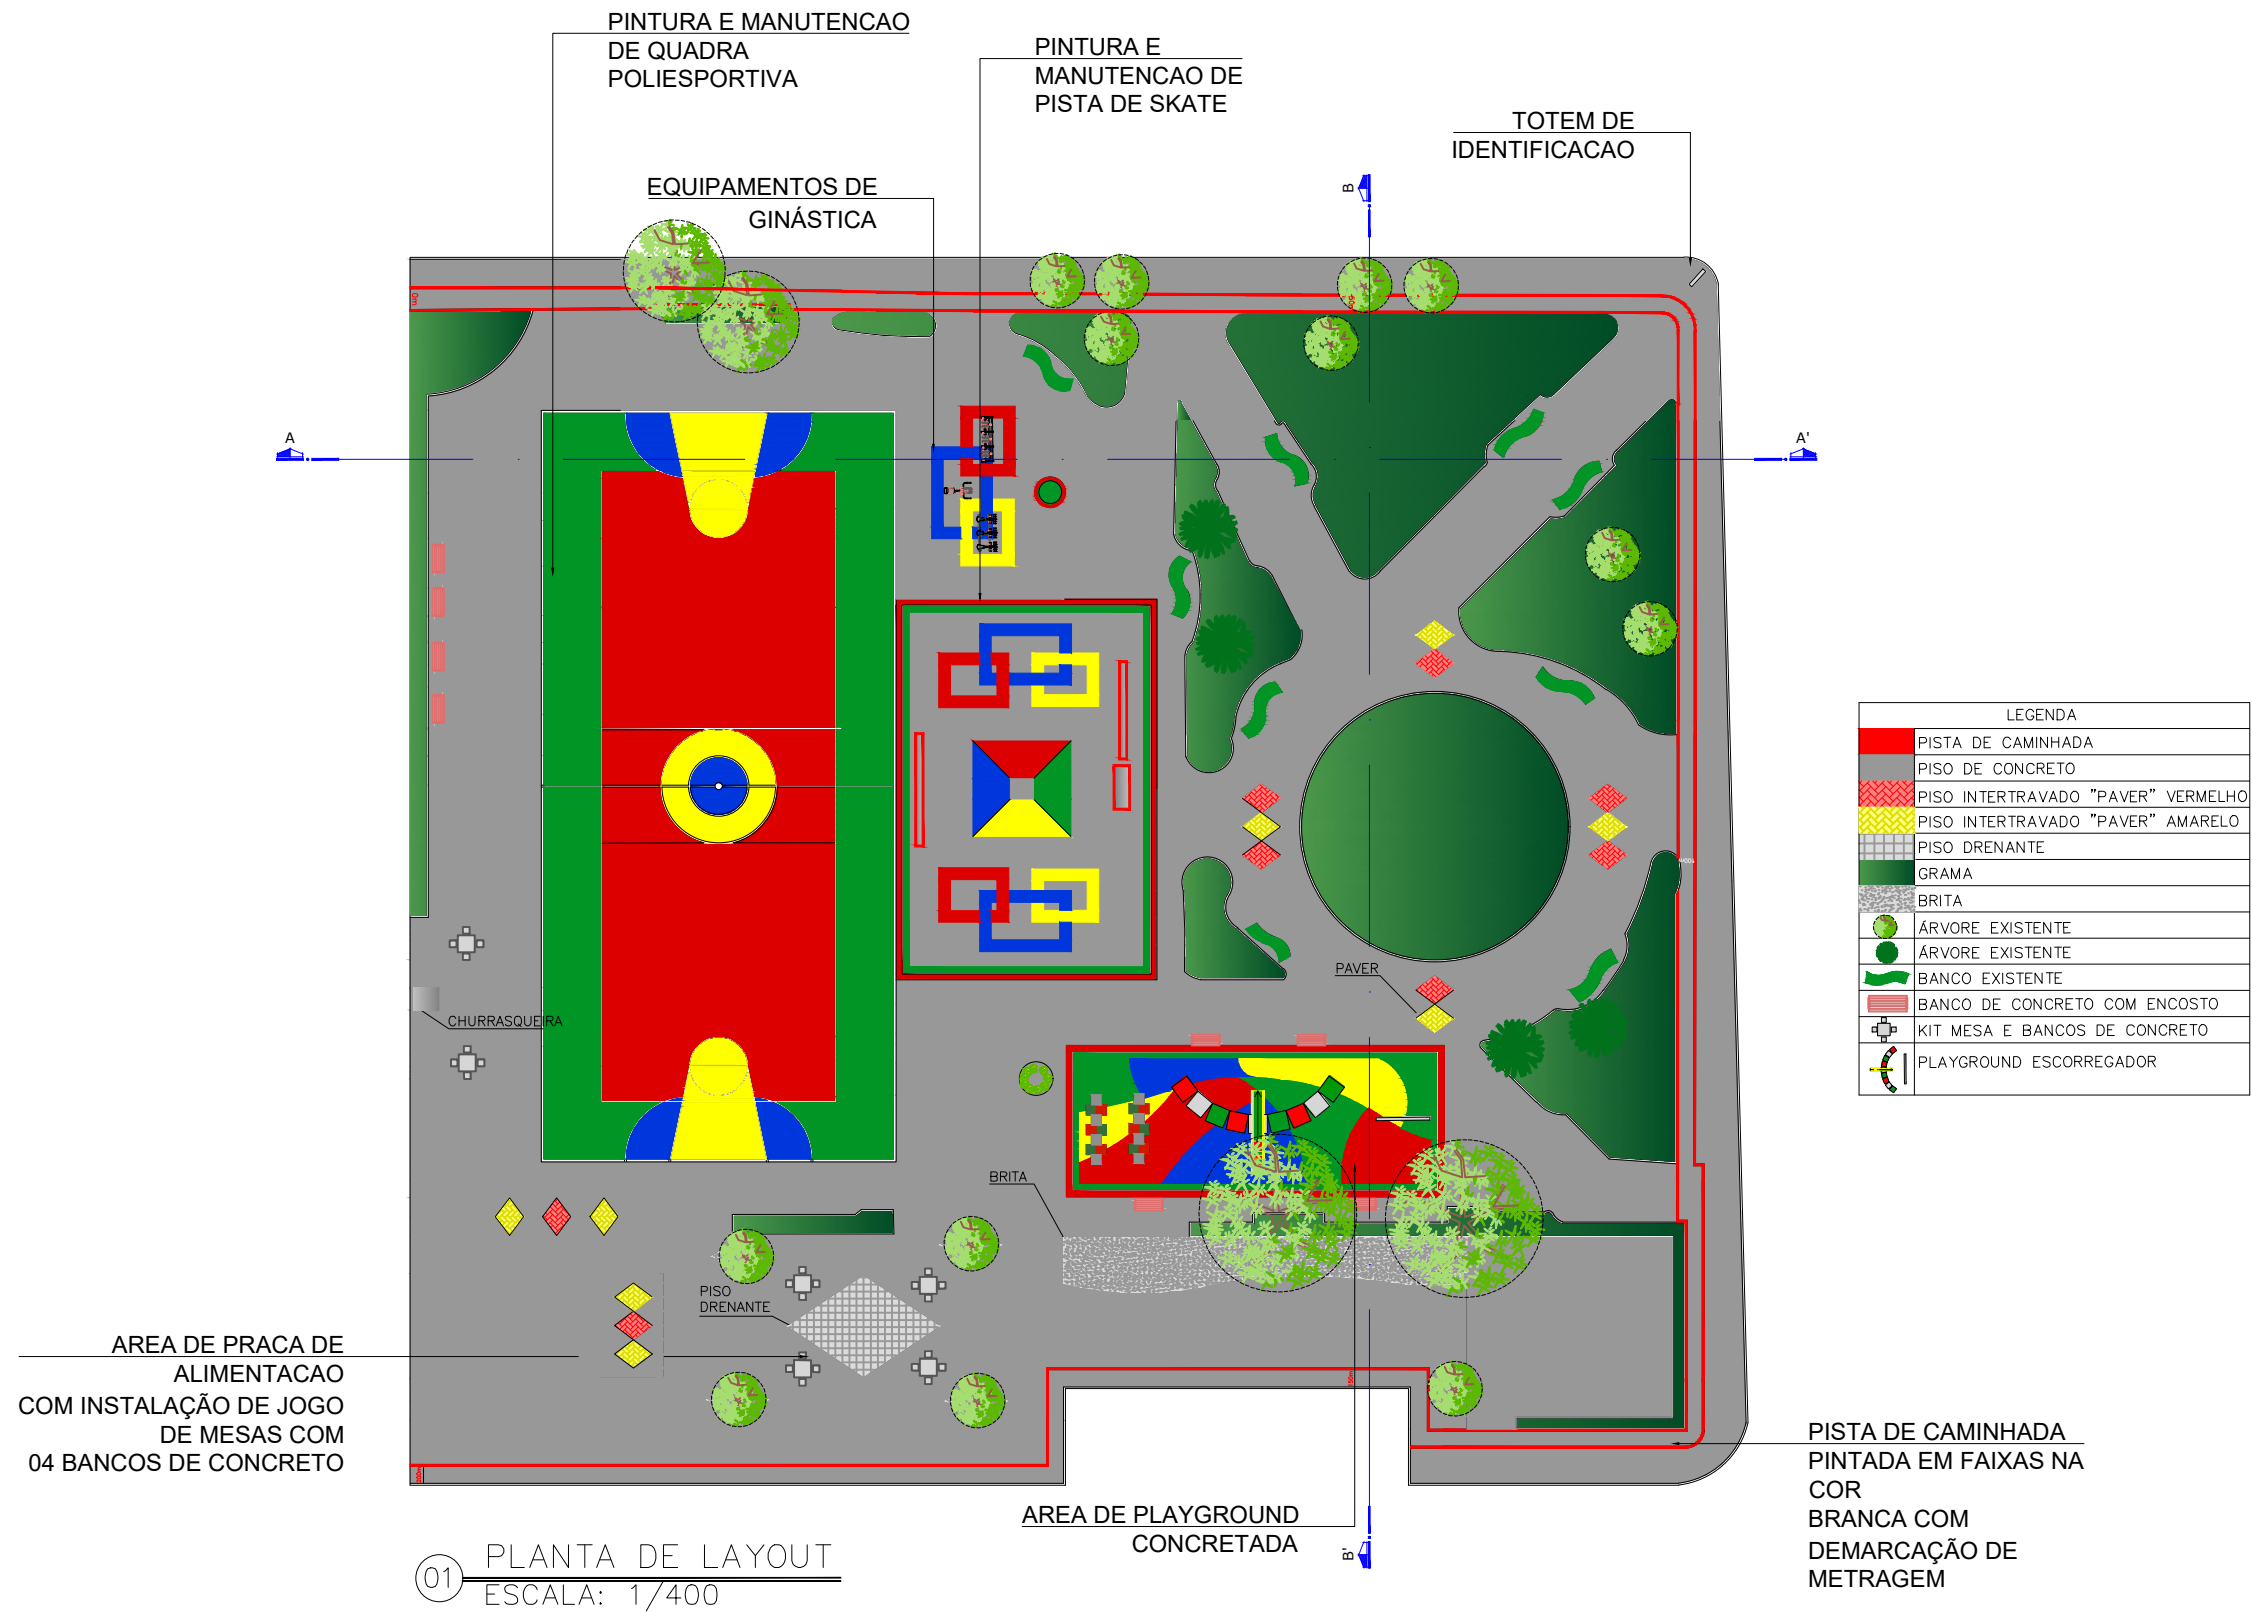 PINTURA E MANUTENCAO
DE QUADRA
POLIESPORTIVA
PINTURA E
MANUTENCAO DE
PISTA DE SKATE
TOTEM DE
IDENTIFICACAO
EQUIPAMENTOS DE
GINÁSTICA
B
0m
50m
A
A'
100m
LEGENDA
PISTA DE CAMINHADA
PISO DE CONCRETO
PISO INTERTRAVADO "PAVER" VERMELHO
PISO INTERTRAVADO "PAVER" AMARELO
PISO DRENANTE
GRAMA
BRITA
ÁRVORE EXISTENTE
ÁRVORE EXISTENTE
BANCO EXISTENTE
BANCO DE CONCRETO COM ENCOSTO
KIT MESA E BANCOS DE CONCRETO
PLAYGROUND ESCORREGADOR
PAVER
CHURRASQUEIRA
BRITA
PISO
DRENANTE
AREA DE PRACA DE
ALIMENTACAO
COM INSTALAÇÃO DE JOGO
DE MESAS COM
04 BANCOS DE CONCRETO
150m
200m
PISTA DE CAMINHADA
PINTADA EM FAIXAS NA
COR
BRANCA COM
DEMARCAÇÃO DE
METRAGEM
AREA DE PLAYGROUND
CONCRETADA
B'
01
PLANTA DE LAYOUT
ESCALA: 1/400